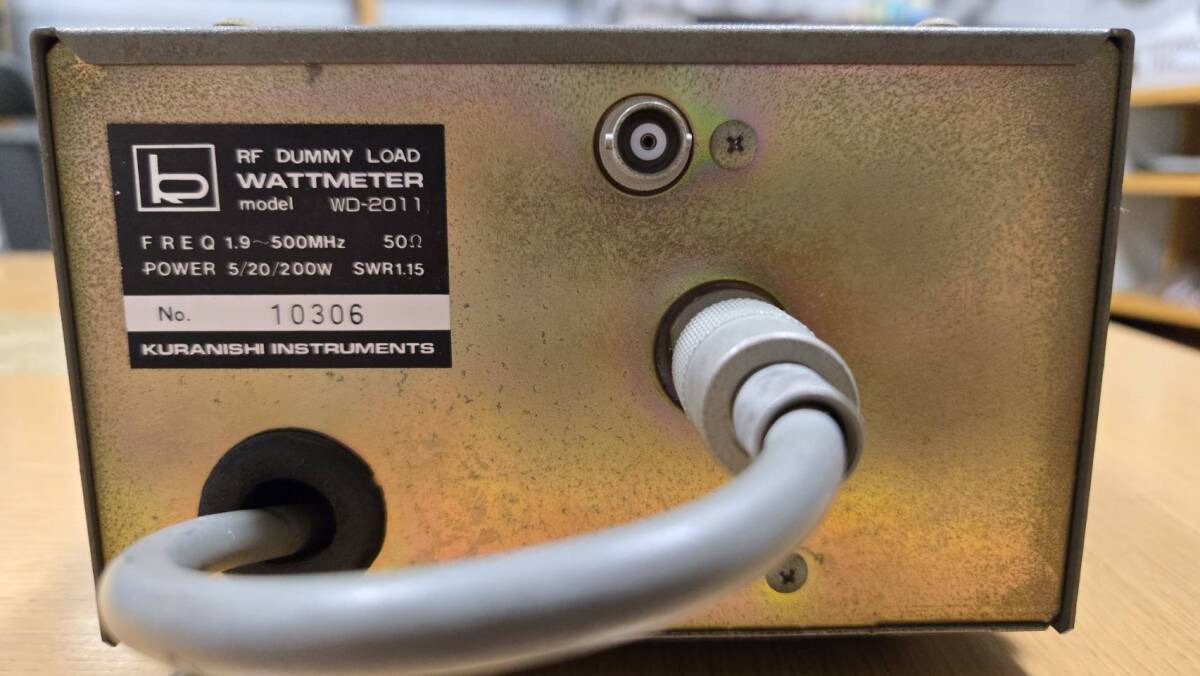 RF DUMMY LOAD
WATTMETER
model WD-2011
FREQ 1.9~500MHz 50Ω
POWER 5/20/200W SWR1.15
No. 10306
KURANISHI INSTRUMENTS